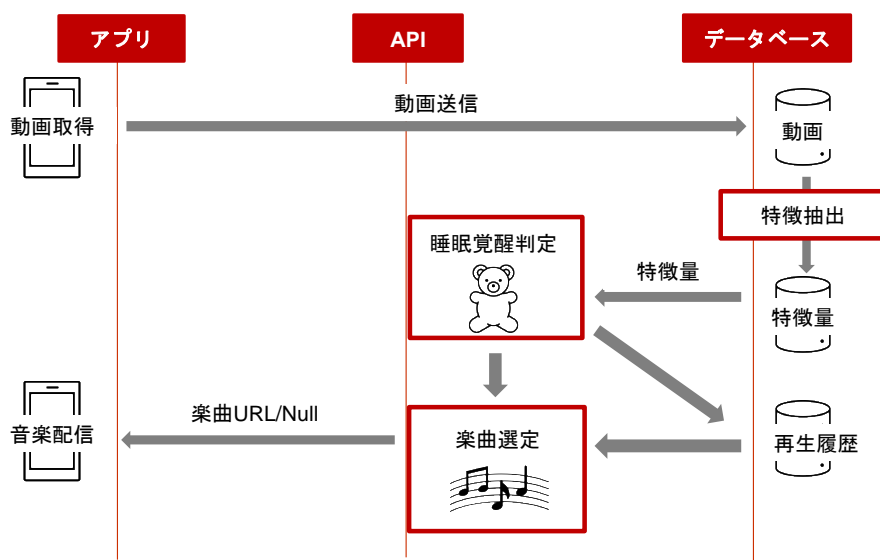 アプリ
API
データベース
動画取得
動画送信
動画
特徴抽出
睡眠覚醒判定
特徴量
特徴量
音楽配信
楽曲URL/Null
楽曲選定
再生履歴